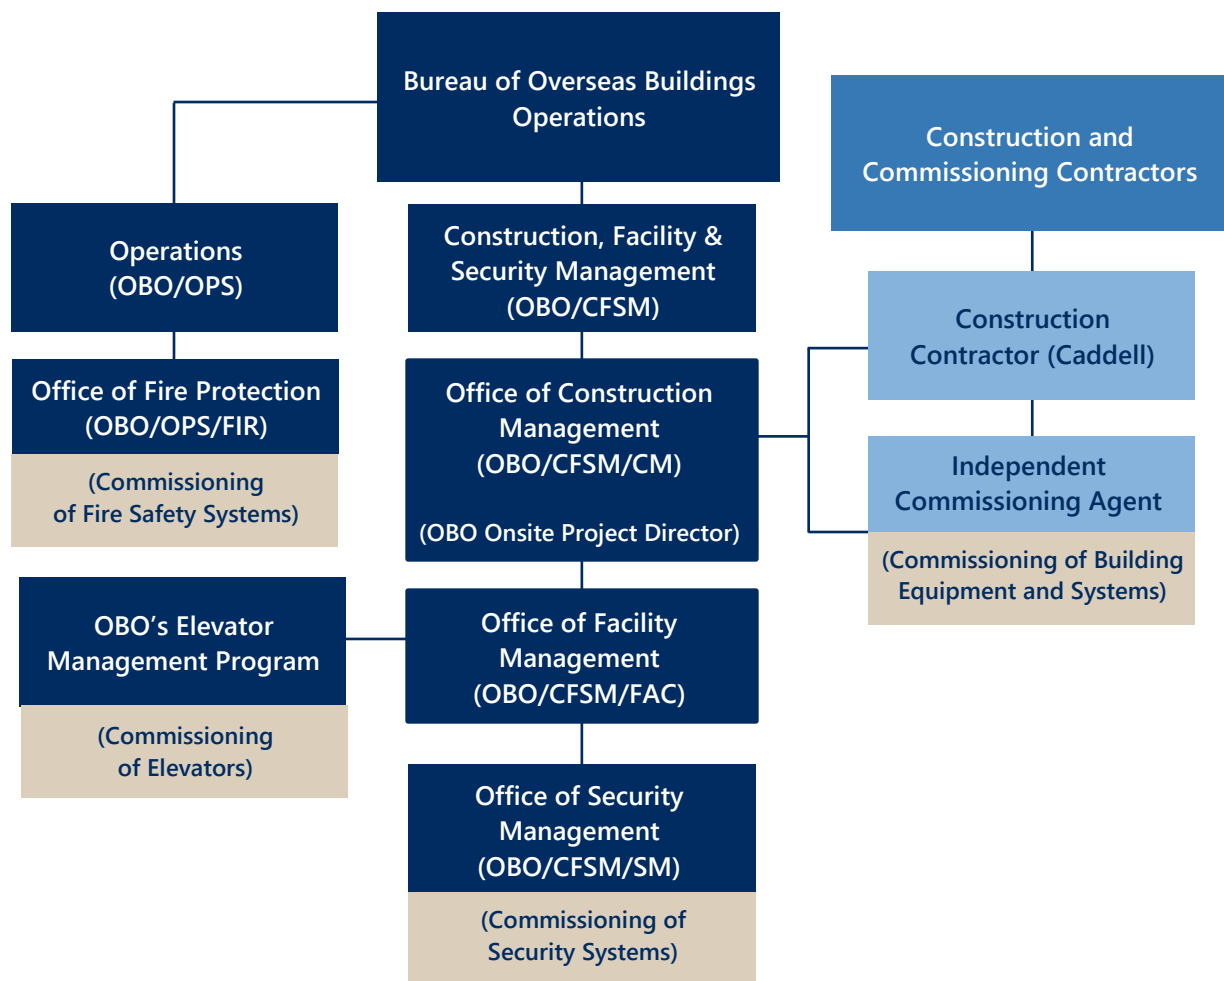 Bureau of Overseas Buildings
Operations
Construction and
Commissioning Contractors
Operations
(OBO/OPS)
Construction, Facility &
Security Management
(OBO/CFSM)
Construction
Contractor (Caddell)
Office of Fire Protection
(OBO/OPS/FIR)
(Commissioning
of Fire Safety Systems)
Office of Construction
Management
(OBO/CFSM/CM)
(OBO Onsite Project Director)
Independent
Commissioning Agent
(Commissioning of Building
Equipment and Systems)
OBO’s Elevator
Management Program
(Commissioning
of Elevators)
Office of Facility
Management
(OBO/CFSM/FAC)
Office of Security
Management
(OBO/CFSM/SM)
(Commissioning of
Security Systems)